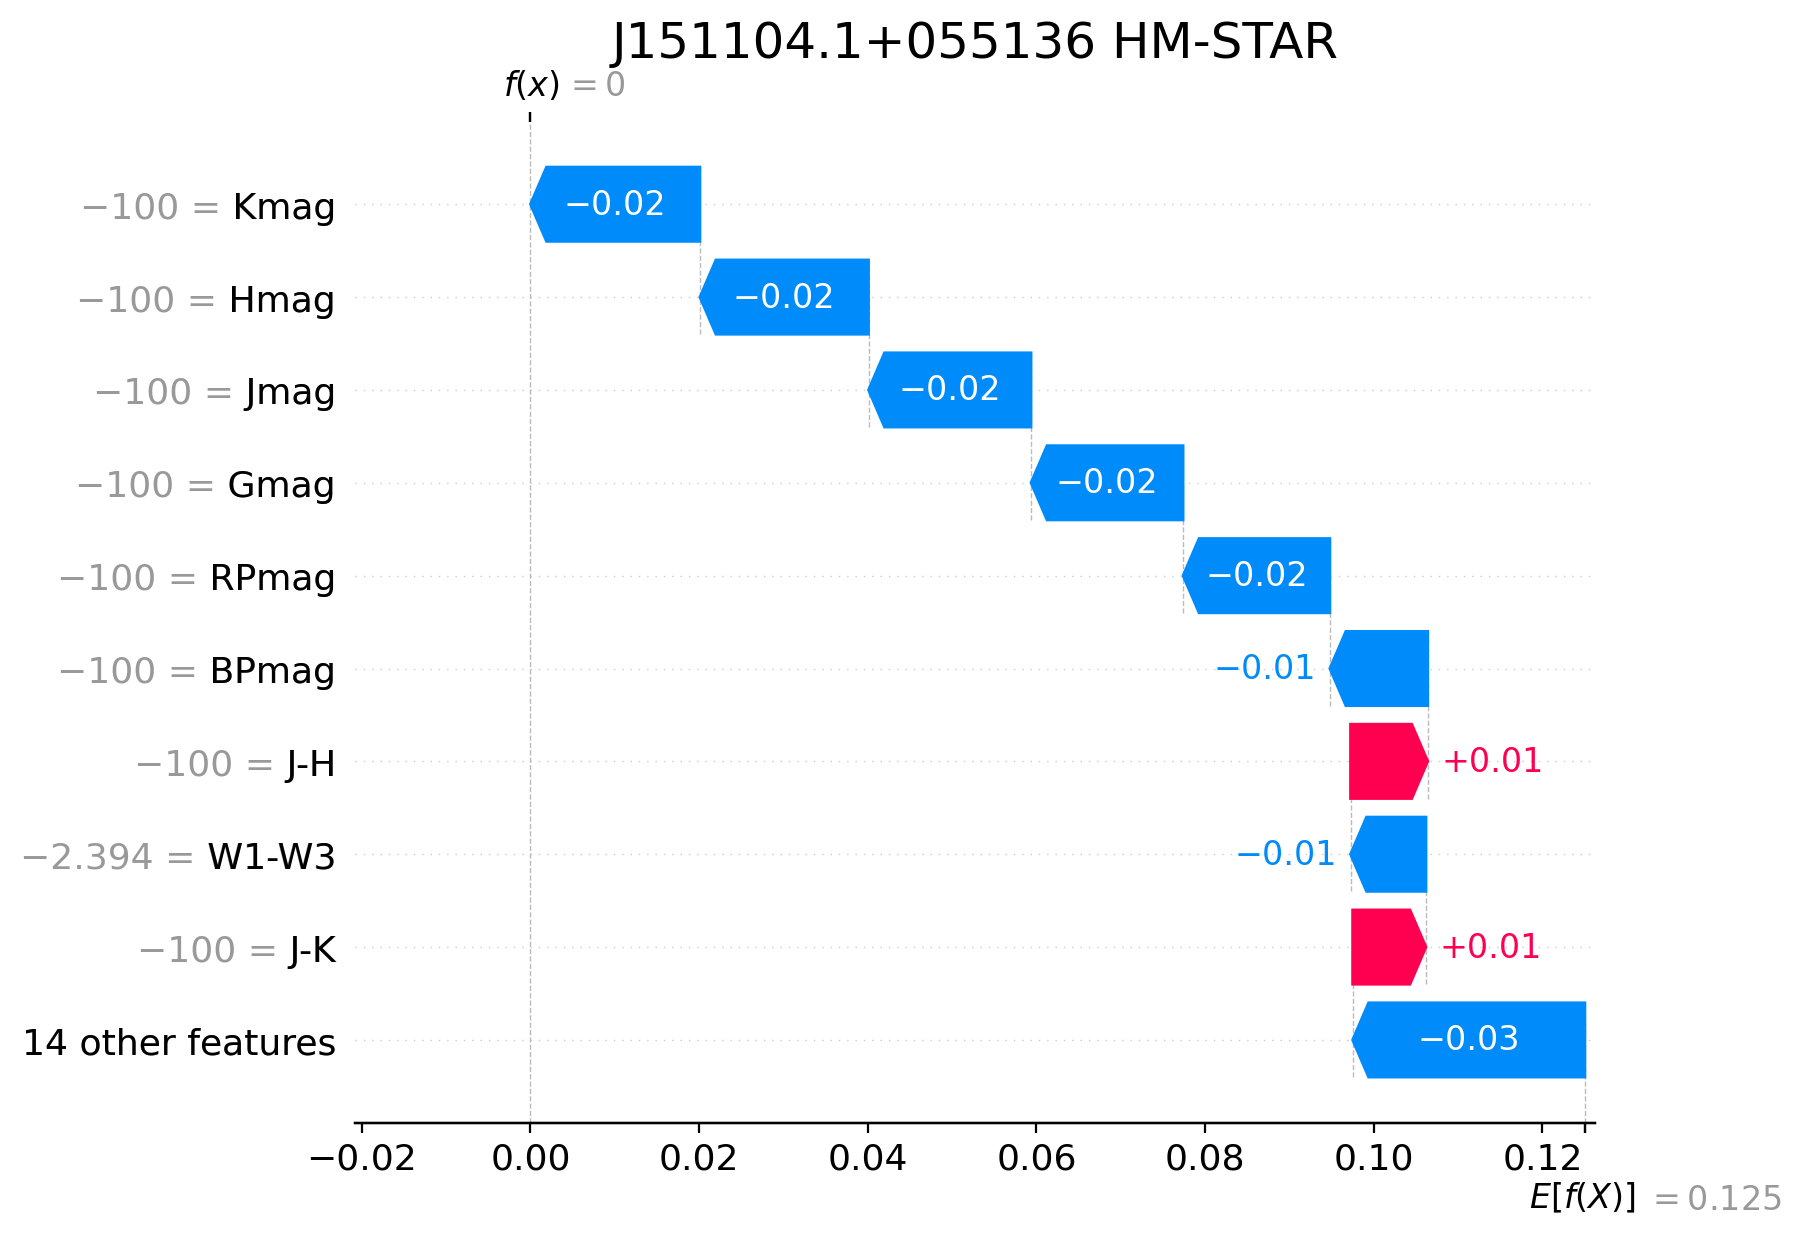 J151104.1+055136 HM-STAR
f(x) = 0
−100 = Kmag −0.02
−100 = Hmag −0.02
−100 = Jmag −0.02
−100 = Gmag −0.02
−100 = RPmag −0.02
−100 = BPmag −0.01
−100 = J-H +0.01
−2.394 = W1-W3 −0.01
−100 = J-K +0.01
14 other features −0.03
−0.02 0.00 0.02 0.04 0.06 0.08 0.10 0.12
E[f(X)] = 0.125